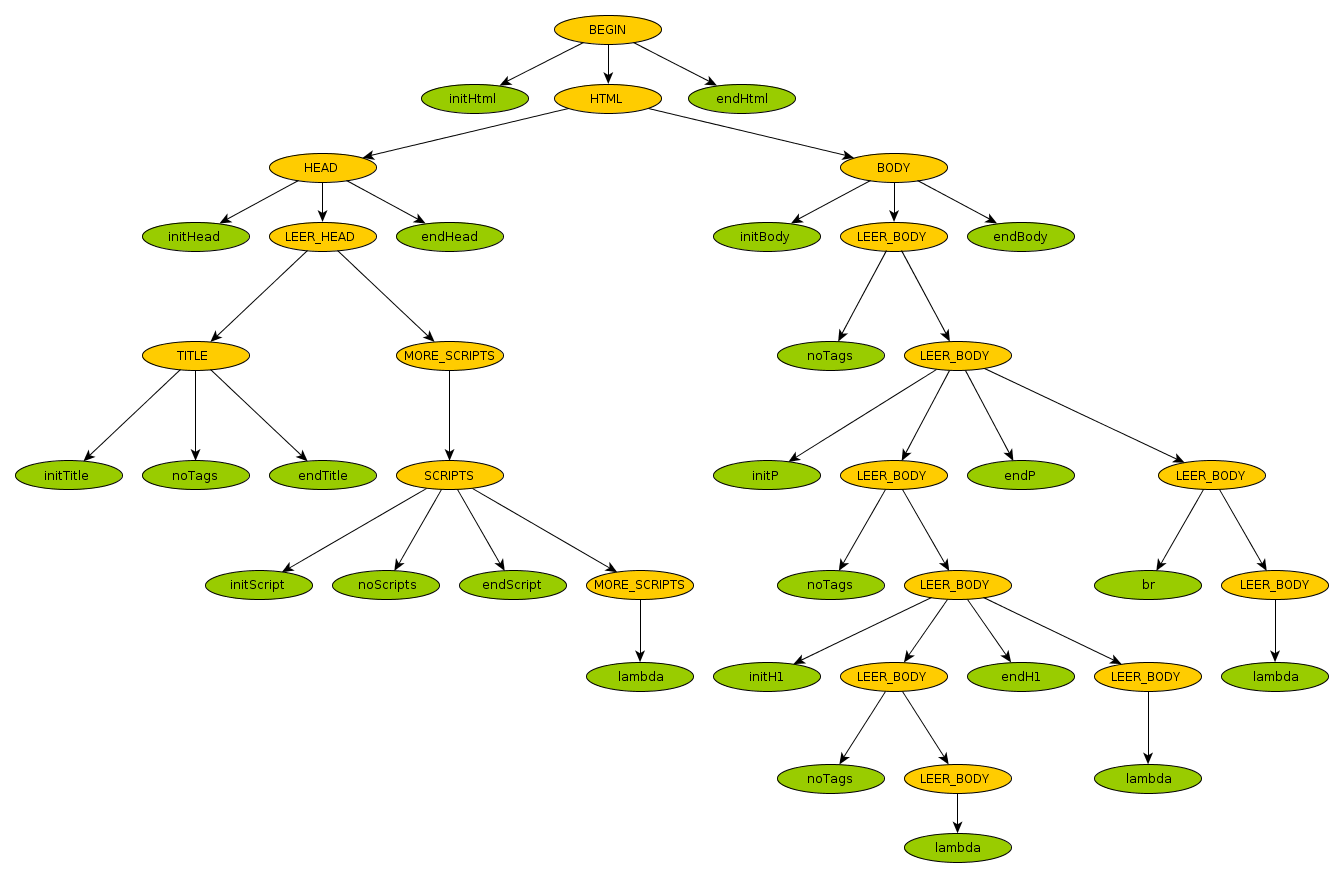 BEGIN
initHtml HTML endHtml
HEAD BODY
initHead LEER_HEAD endHead initBody LEER_BODY endBody
TITLE MORE_SCRIPTS noTags LEER_BODY
initTitle noTags endTitle SCRIPTS initP LEER_BODY endP LEER_BODY
initScript noScripts endScript MORE_SCRIPTS noTags LEER_BODY br LEER_BODY
lambda initH1 LEER_BODY endH1 LEER_BODY lambda
noTags LEER_BODY lambda
lambda